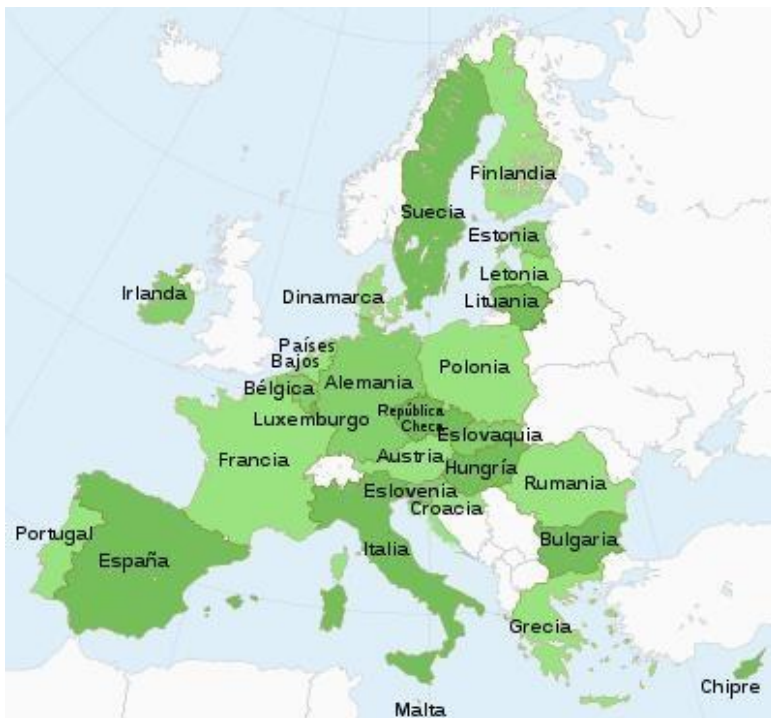 Finlandia
Suecia
Estonia
Letonia
Irlanda
Dinamarca
Lituania
Países
Bajos
Polonia
Bélgica
Alemania
República
Checa
Luxemburgo
Eslovaquia
Francia
Austria
Hungría
Rumania
Eslovenia
Croacia
Portugal
España
Italia
Bulgaria
Grecia
Chipre
Malta